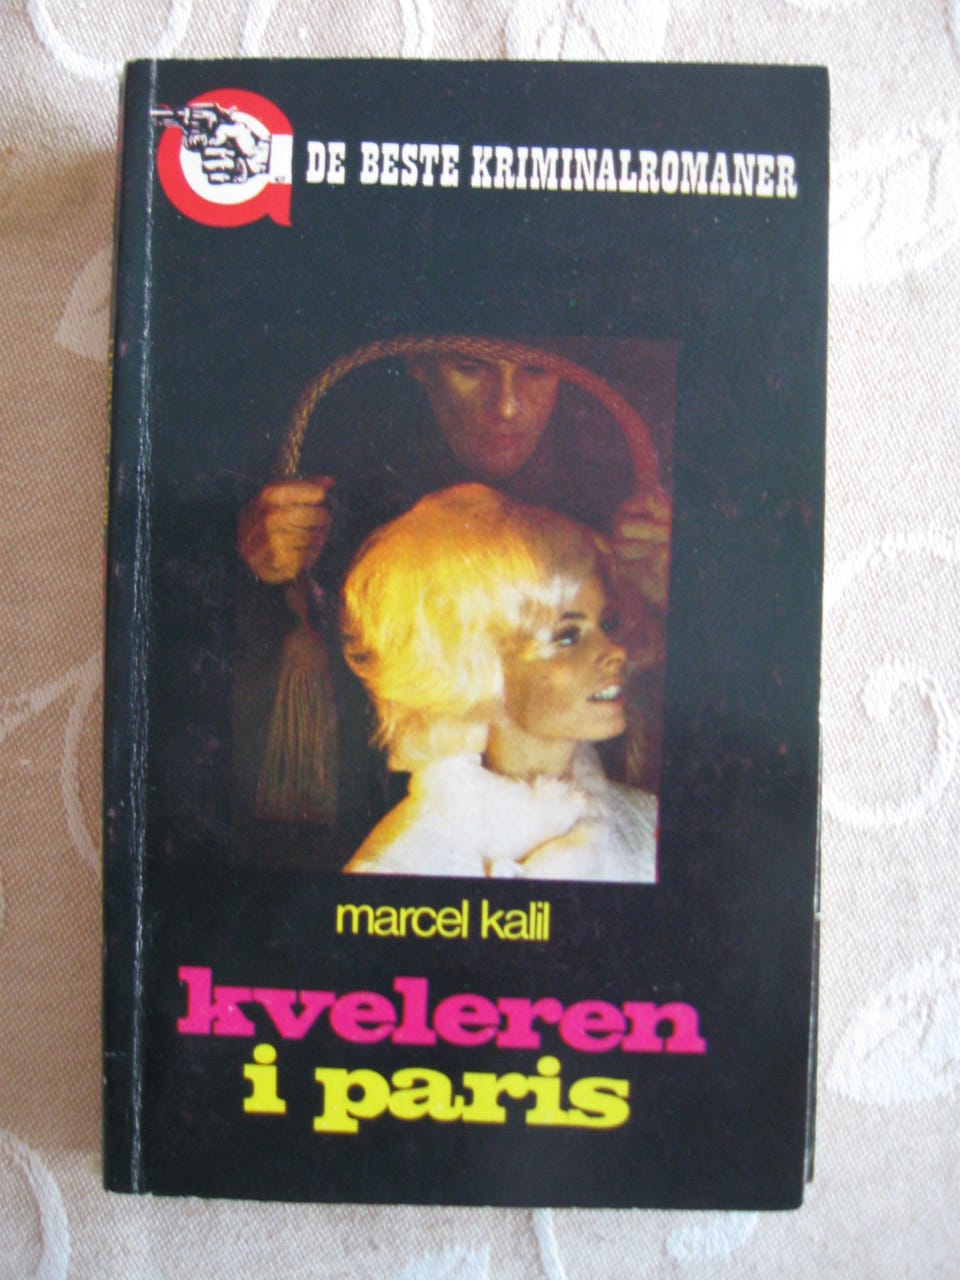 DE BESTE KRIMINALROMANER
marcel kalil
kveleren
i paris